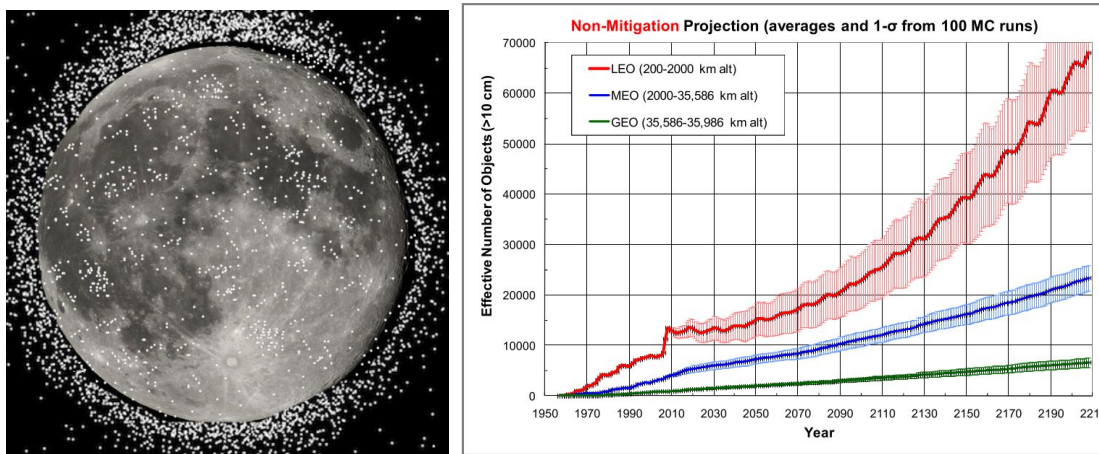 Non-Mitigation Projection (averages and 1-σ from 100 MC runs)
70000
60000
50000
40000
30000
20000
10000
0
Effective Number of Objects (>10 cm)
LEO (200-2000 km alt)
MEO (2000-35,586 km alt)
GEO (35,586-35,986 km alt)
1950 1970 1990 2010 2030 2050 2070 2090 2110 2130 2150 2170 2190 221
Year